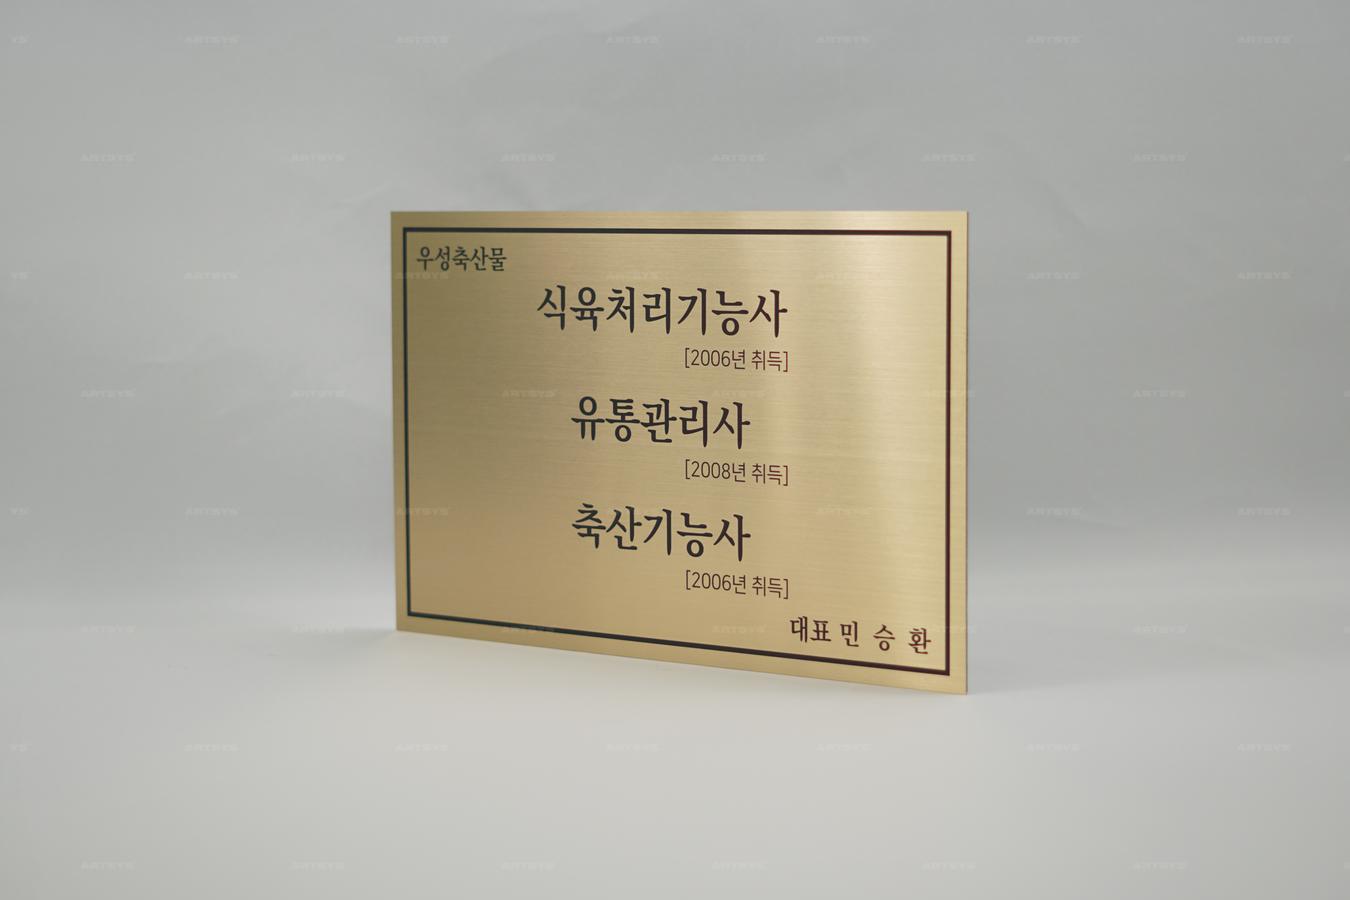 우성축산물
식육처리기능사
[2006년 취득]
유통관리사
[2008년 취득]
축산기능사
[2006년 취득]
대표 민 승 환
ARTSYS